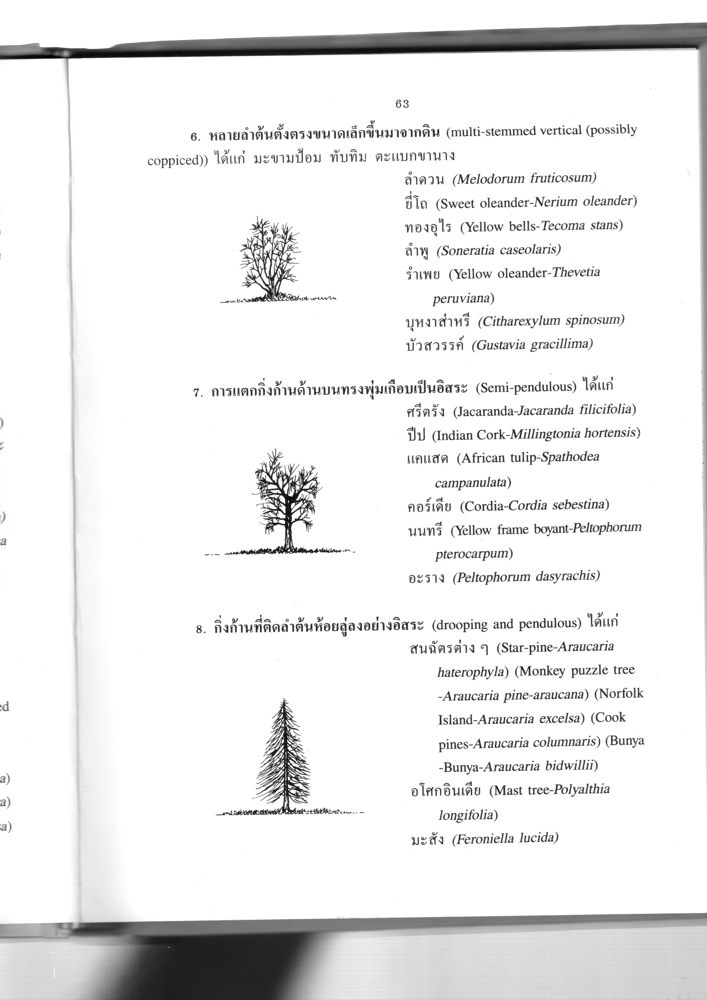 63
6. หลายลำต้นตั้งตรงขนาดเล็กขึ้นมาจากดิน (multi-stemmed vertical (possibly
coppiced)) ได้แก่ มะขามป้อม ทับทิม ตะแบกขานาง
ลำดวน (Melodorum fruticosum)
ยี่โถ (Sweet oleander-Nerium oleander)
ทองอุไร (Yellow bells-Tecoma stans)
ลำพู (Soneratia caseolaris)
รำเพย (Yellow oleander-Thevetia
peruviana)
บุหงาส่าหรี (Citharexylum spinosum)
บัวสวรรค์ (Gustavia gracillima)
7. การแตกกิ่งก้านด้านบนทรงพุ่มเกือบเป็นอิสระ (Semi-pendulous) ได้แก่
ศรีตรัง (Jacaranda-Jacaranda filicifolia)
ปีป (Indian Cork-Millingtonia hortensis)
แคแสด (African tulip-Spathodea
campanulata)
คอร์เดีย (Cordia-Cordia sebestina)
นนทรี (Yellow frame boyant-Peltophorum
pterocarpum)
อะราง (Peltophorum dasyrachis)
8. กิ่งก้านที่ติดลำต้นห้อยลู่ลงอย่างอิสระ (drooping and pendulous) ได้แก่
สนฉัตรต่าง ๆ (Star-pine-Araucaria
haterophyla) (Monkey puzzle tree
-Araucaria pine-araucana) (Norfolk
Island-Araucaria excelsa) (Cook
pines-Araucaria columnaris) (Bunya
-Bunya-Araucaria bidwillii)
อโศกอินเดีย (Mast tree-Polyalthia
longifolia)
มะสัง (Feroniella lucida)